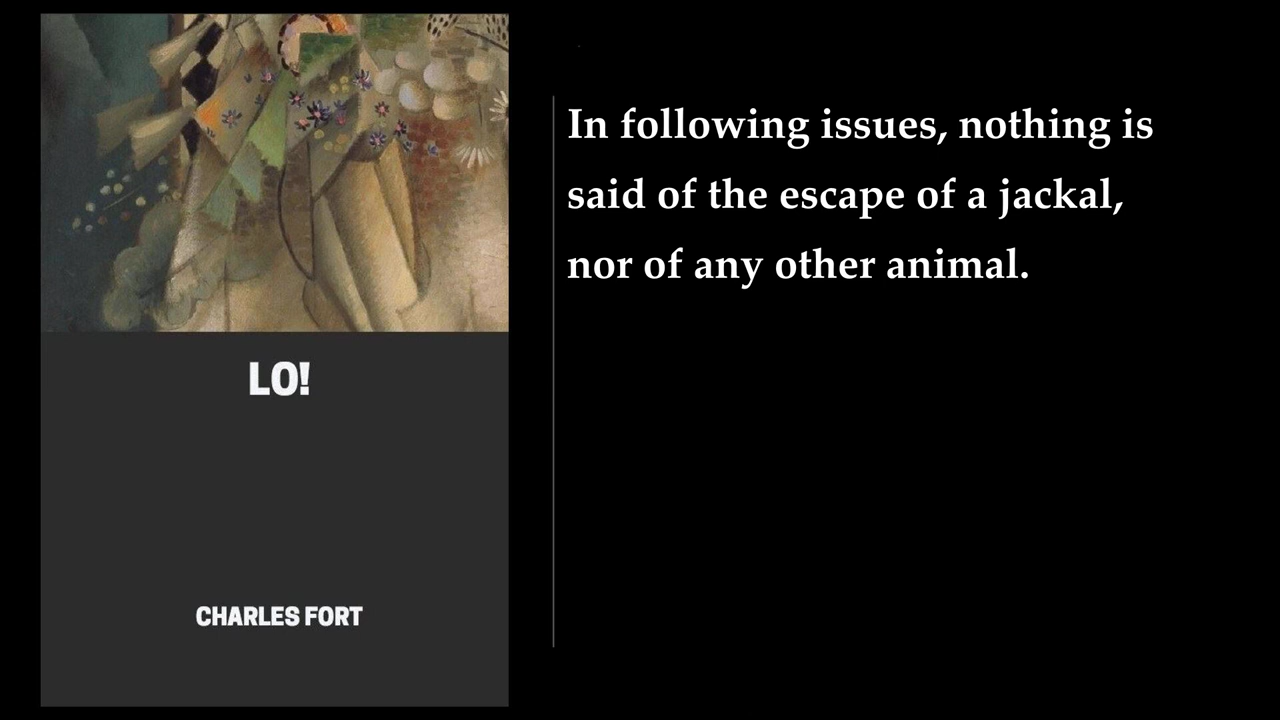 LO!
CHARLES FORT
In following issues, nothing is
said of the escape of a jackal,
nor of any other animal.